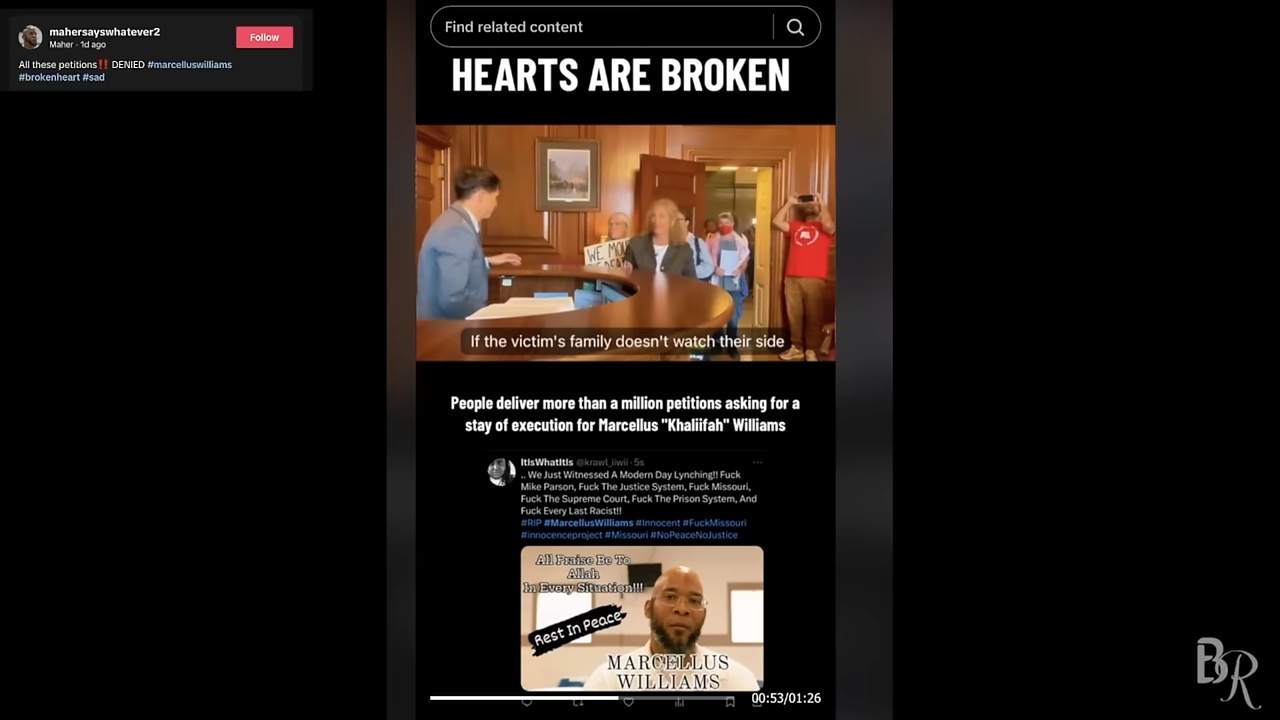 mahersayswhatever2
Maher · 1d ago
Follow
All these petitions‼️ DENIED #marcelluswilliams
#brokenheart #sad
Find related content
HEARTS ARE BROKEN
WE MOU
PSL
If the victim's family doesn't watch their side
People deliver more than a million petitions asking for a
stay of execution for Marcellus "Khaliifah" Williams
ItIsWhatItIs @krawl_iiwii · 5s
.. We Just Witnessed A Modern Day Lynching!! Fuck
Mike Parson, Fuck The Justice System, Fuck Missouri,
Fuck The Supreme Court, Fuck The Prison System, And
Fuck Every Last Racist!!
#RIP #MarcellusWilliams #Innocent #FuckMissouri
#innocenceproject #Missouri #NoPeaceNoJustice
All Praise Be To
Allah
In Every Situation!!!
Rest In Peace
MARCELLUS
WILLIAMS
00:53/01:26
BR